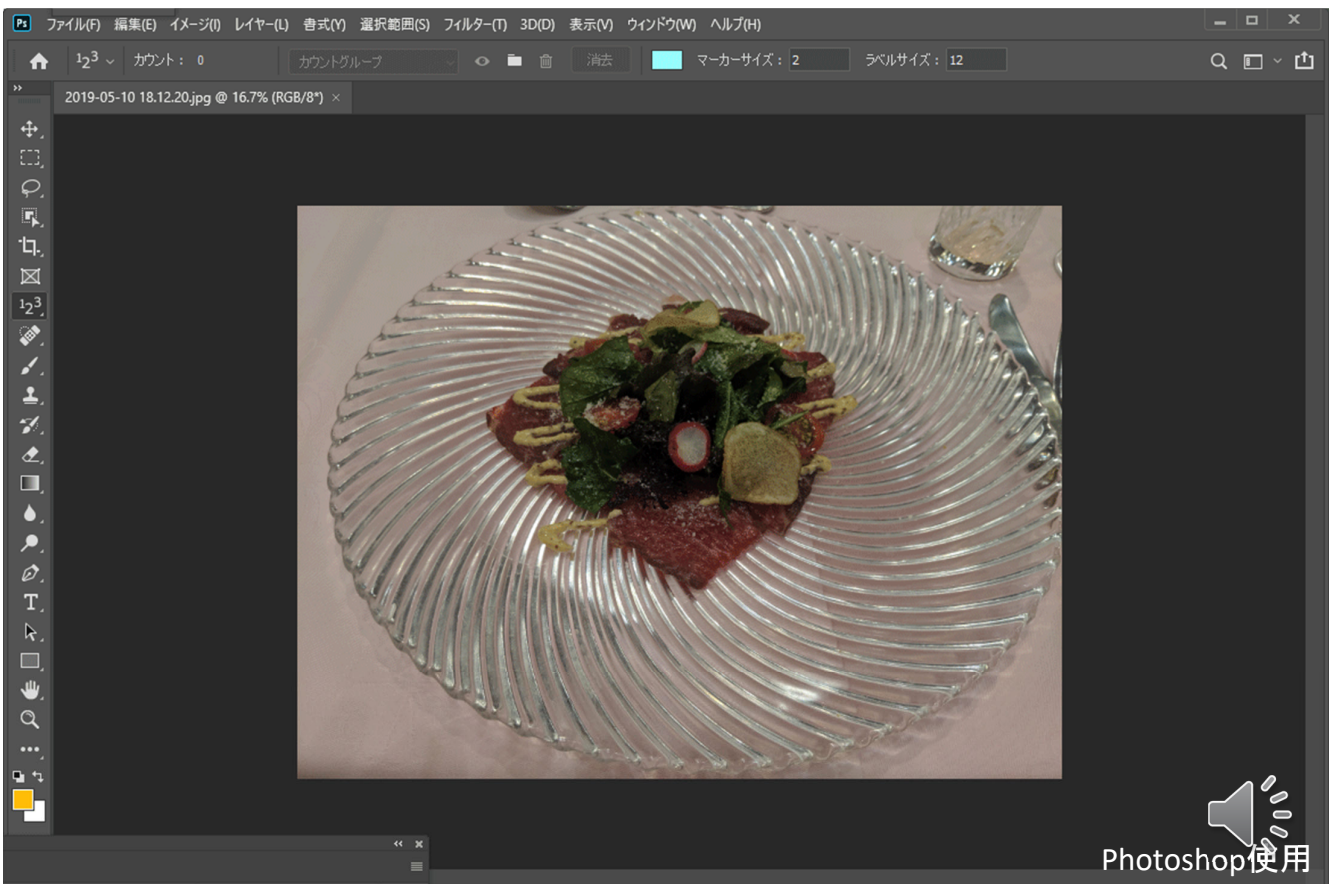 Ps ファイル(F) 編集(E) イメージ(I) レイヤー(L) 書式(Y) 選択範囲(S) フィルター(T) 3D(D) 表示(V) ウィンドウ(W) ヘルプ(H)
123 カウント： 0 カウントグループ 消去 マーカーサイズ： 2 ラベルサイズ： 12
2019-05-10 18.12.20.jpg @ 16.7% (RGB/8*) ×
123
T
Photoshop使用